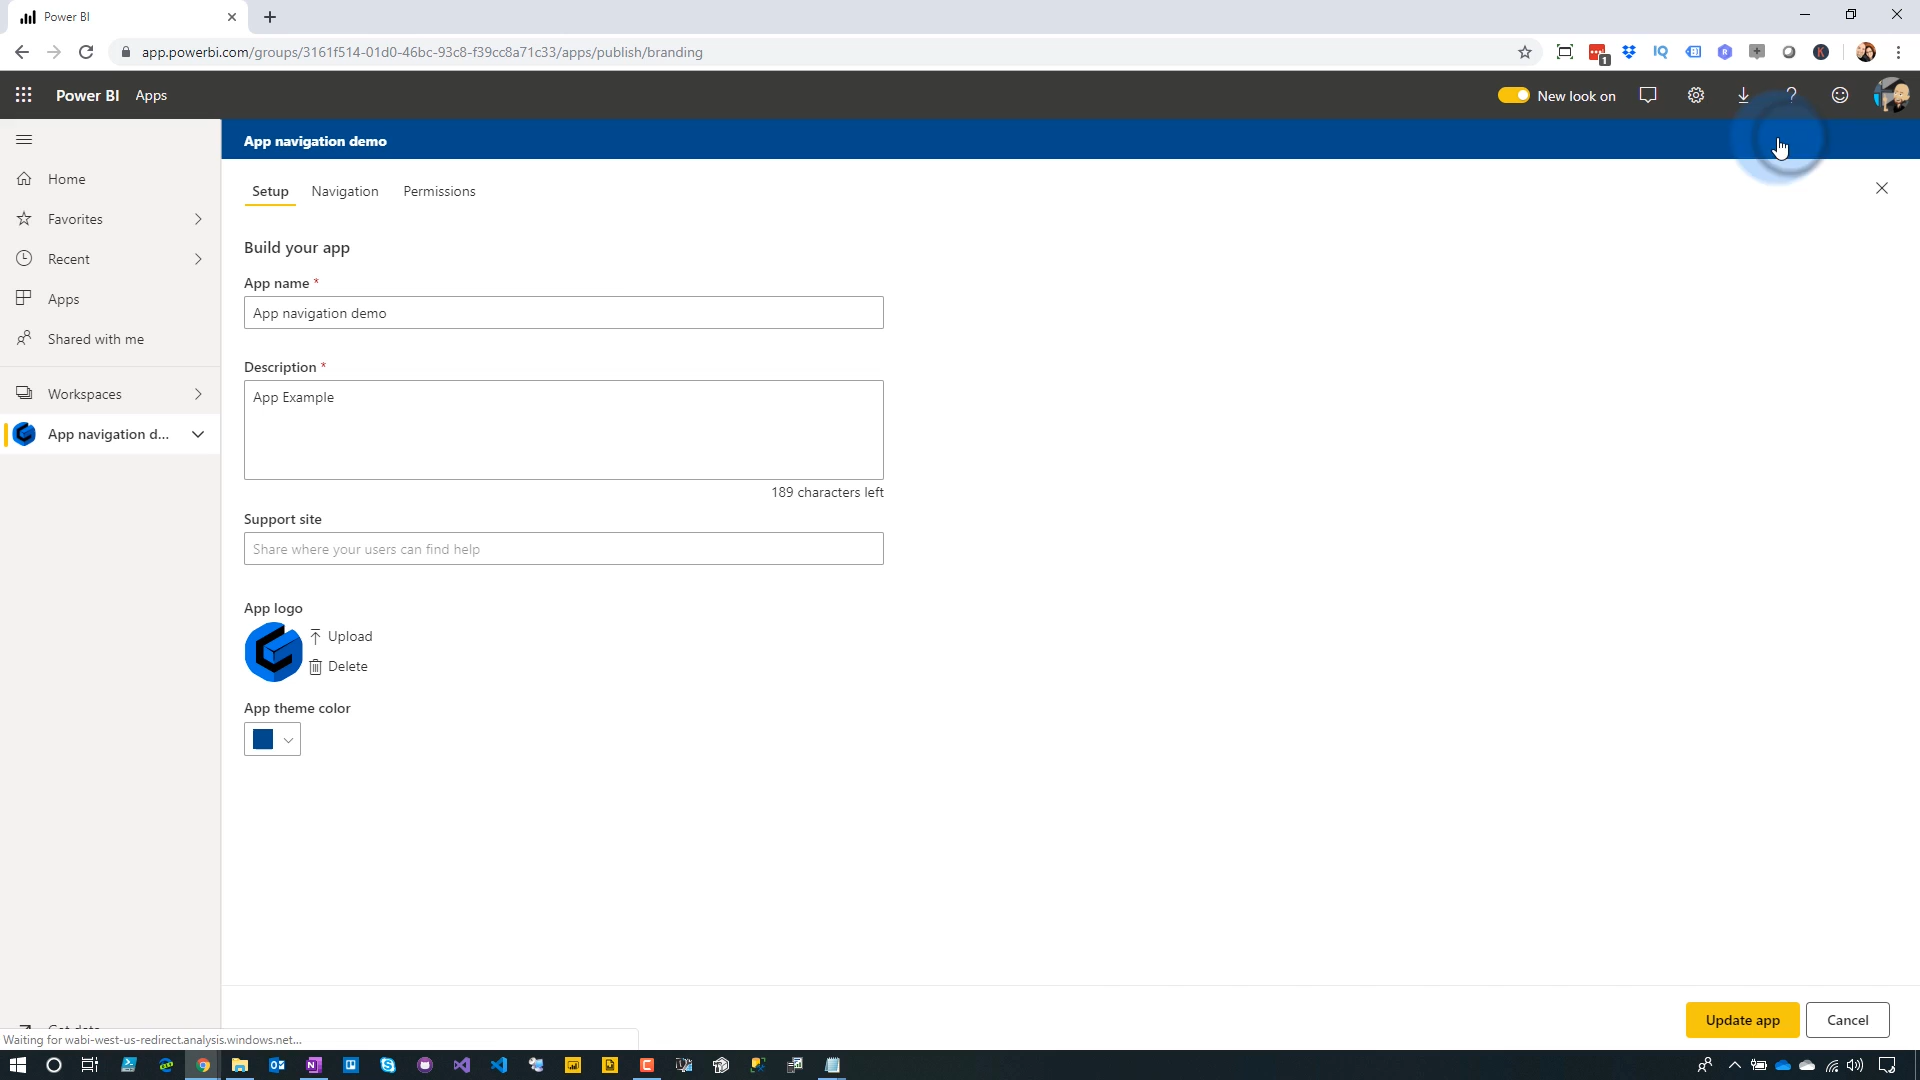 Power BI
app.powerbi.com/groups/3161f514-01d0-46bc-93c8-f39cc8a71c33/apps/publish/branding
1
Power BI Apps
New look on
App navigation demo
Home
Favorites
Recent
Apps
Shared with me
Workspaces
App navigation d...
Setup Navigation Permissions
Build your app
App name *
App navigation demo
Description *
App Example
189 characters left
Support site
Share where your users can find help
App logo
Upload
Delete
App theme color
Update app Cancel
Get data
Waiting for wabi-west-us-redirect.analysis.windows.net...